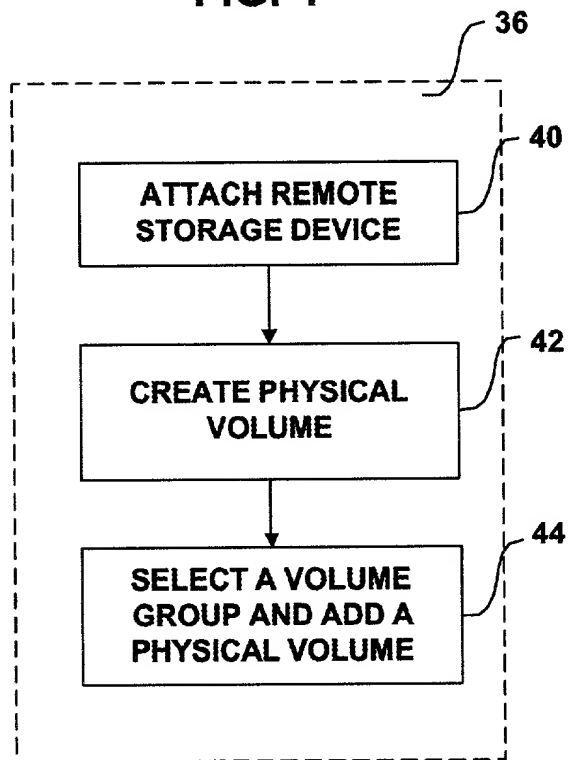 36
40
ATTACH REMOTE
STORAGE DEVICE
42
CREATE PHYSICAL
VOLUME
44
SELECT A VOLUME
GROUP AND ADD A
PHYSICAL VOLUME